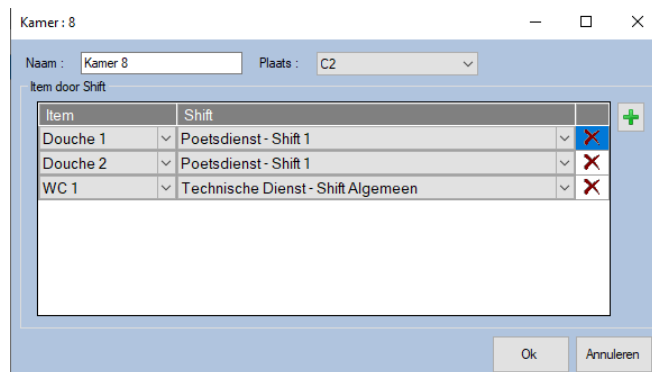 Kamer : 8
Naam : Kamer 8 Plaats : C2
Item door Shift
Item Shift
Douche 1 Poetsdienst - Shift 1
Douche 2 Poetsdienst - Shift 1
WC 1 Technische Dienst - Shift Algemeen
Ok Annuleren